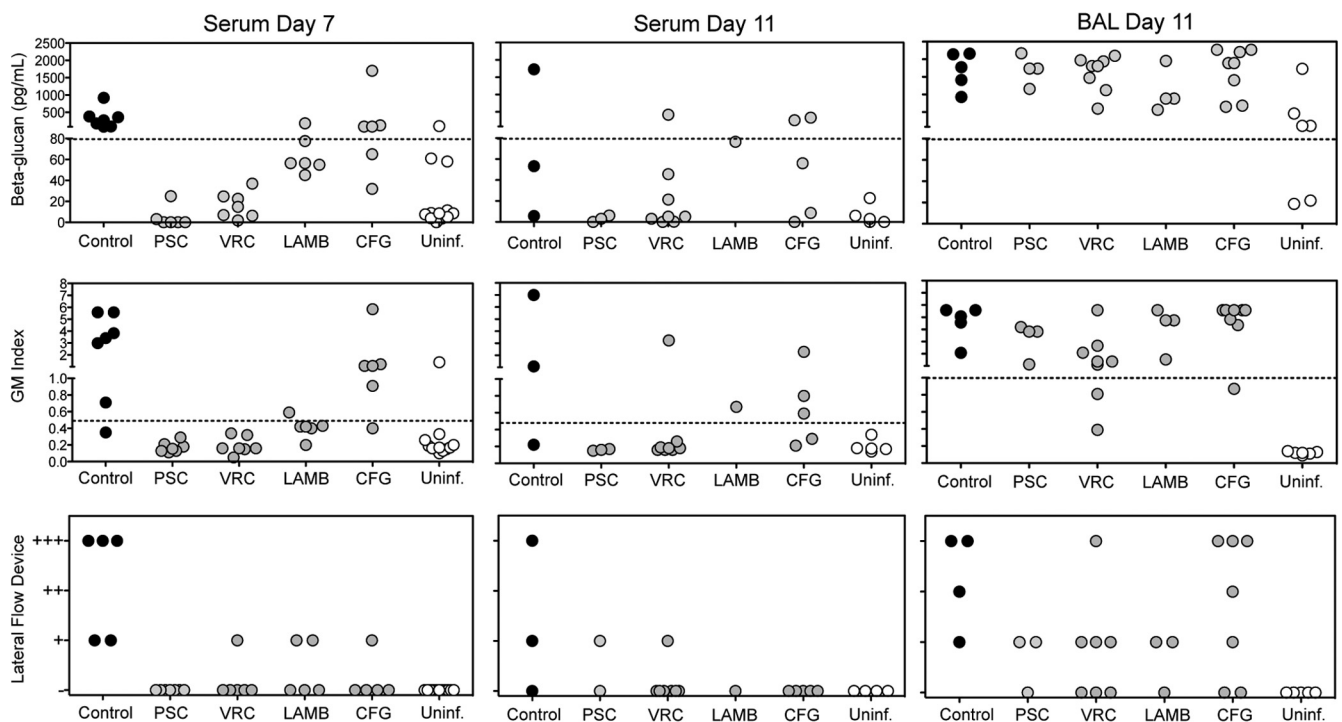 Serum Day 7
Serum Day 11
BAL Day 11
Beta-glucan (pg/mL)
2500
2000
1500
1000
500
80
60
40
20
0
Control PSC VRC LAMB CFG Uninf.
Control PSC VRC LAMB CFG Uninf.
Control PSC VRC LAMB CFG Uninf.
GM Index
8
7
6
5
4
3
2
1.0
0.8
0.6
0.4
0.2
0.0
Control PSC VRC LAMB CFG Uninf.
Control PSC VRC LAMB CFG Uninf.
Control PSC VRC LAMB CFG Uninf.
Lateral Flow Device
+++
++
+
-
Control PSC VRC LAMB CFG Uninf.
Control PSC VRC LAMB CFG Uninf.
Control PSC VRC LAMB CFG Uninf.